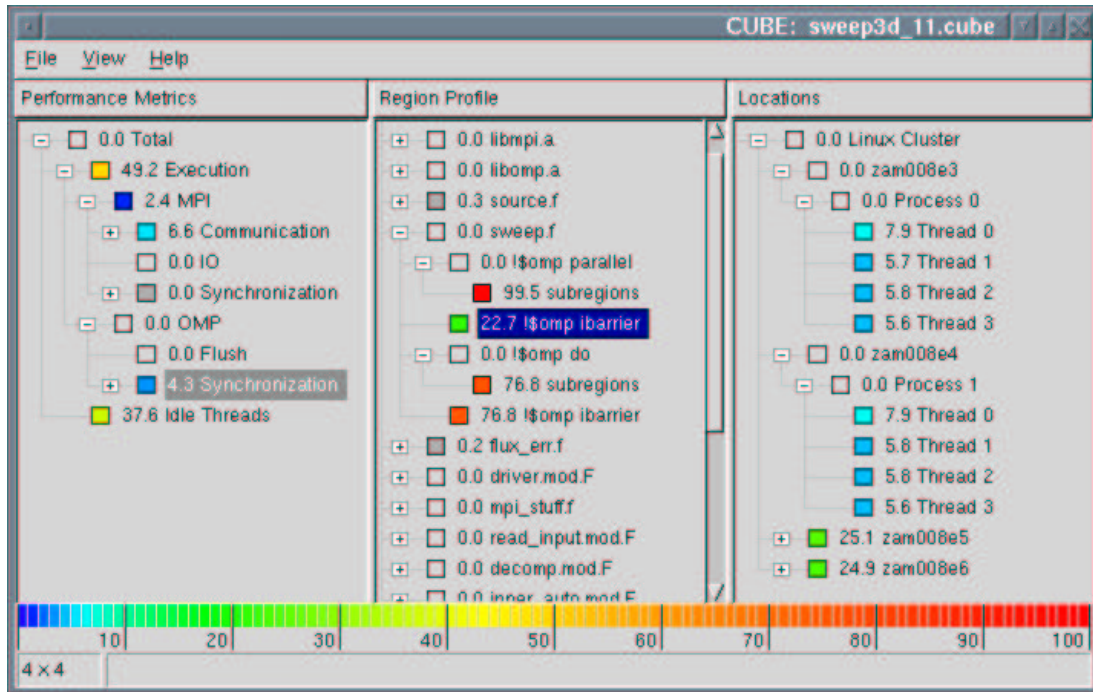 CUBE: sweep3d_11.cube
File View Help
Performance Metrics
0.0 Total
49.2 Execution
2.4 MPI
6.6 Communication
0.0 IO
0.0 Synchronization
0.0 OMP
0.0 Flush
4.3 Synchronization
37.6 Idle Threads
Region Profile
0.0 libmpi.a
0.0 libomp.a
0.3 source.f
0.0 sweep.f
0.0 !$omp parallel
99.5 subregions
22.7 !$omp ibarrier
0.0 !$omp do
76.8 subregions
76.8 !$omp ibarrier
0.2 flux_err.f
0.0 driver.mod.F
0.0 mpi_stuff.f
0.0 read_input.mod.F
0.0 decomp.mod.F
0.0 inner_auto.mod.F
Locations
0.0 Linux Cluster
0.0 zam008e3
0.0 Process 0
7.9 Thread 0
5.7 Thread 1
5.8 Thread 2
5.6 Thread 3
0.0 zam008e4
0.0 Process 1
7.9 Thread 0
5.8 Thread 1
5.8 Thread 2
5.6 Thread 3
25.1 zam008e5
24.9 zam008e6
10 20 30 40 50 60 70 80 90 100
4 × 4